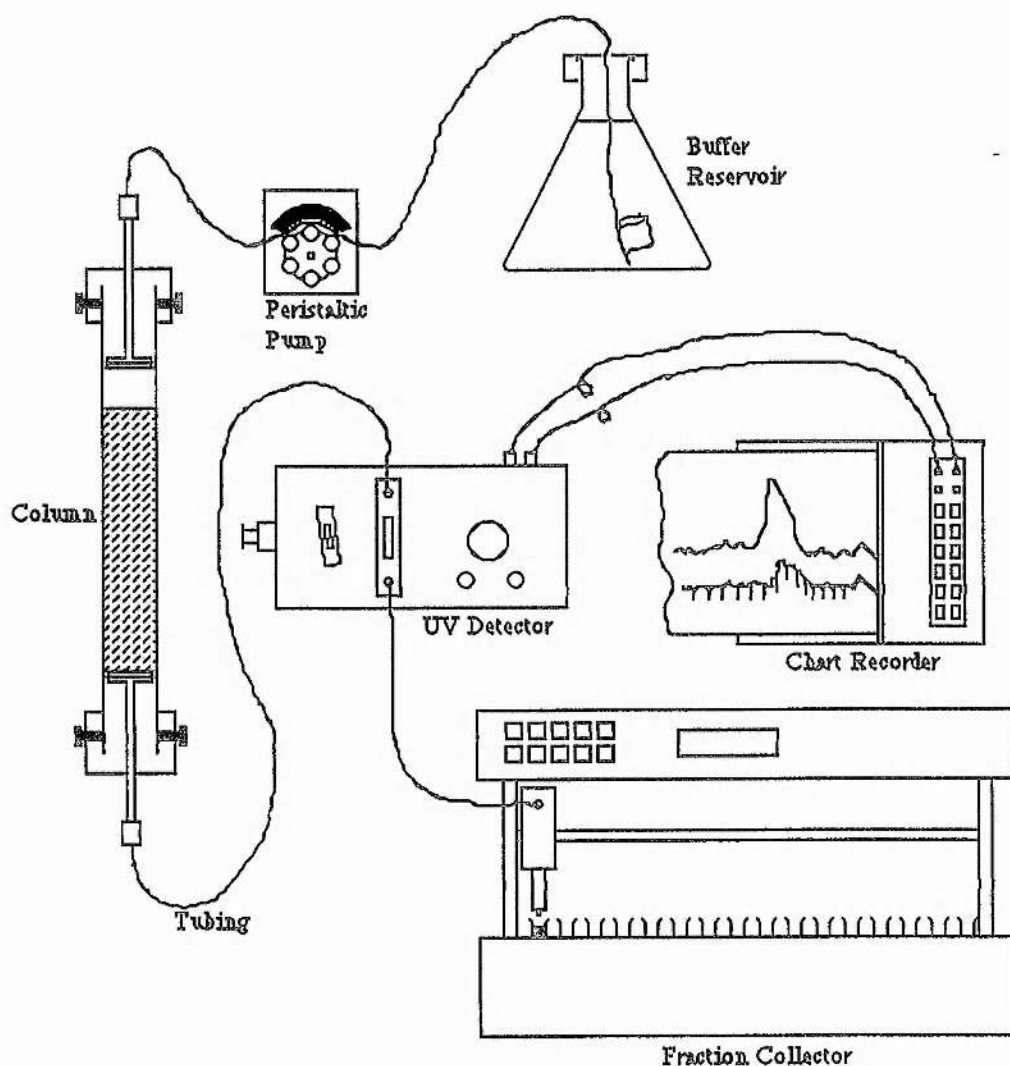 Buffer
Reservoir
Peristaltic
Pump
Column
UV Detector
Chart Recorder
Tubing
Fraction Collector